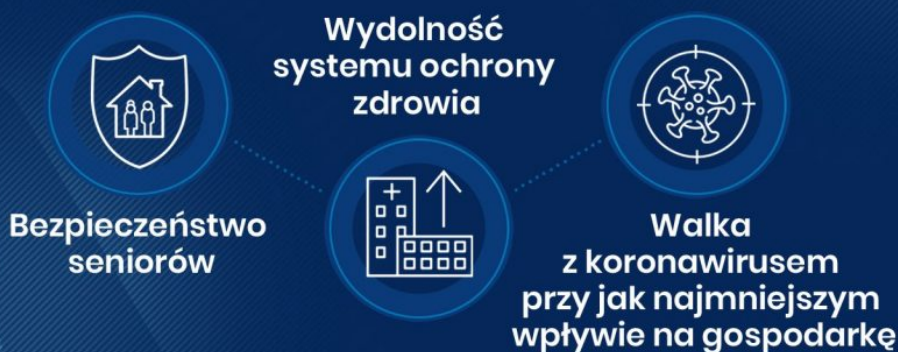 Wydolność
systemu ochrony
zdrowia
Bezpieczeństwo
seniorów
Walka
z koronawirusem
przy jak najmniejszym
wpływie na gospodarkę